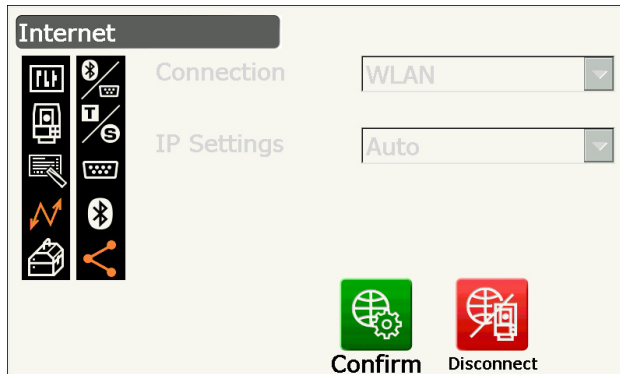 Internet
Connection WLAN
IP Settings Auto
T
S
Confirm Disconnect